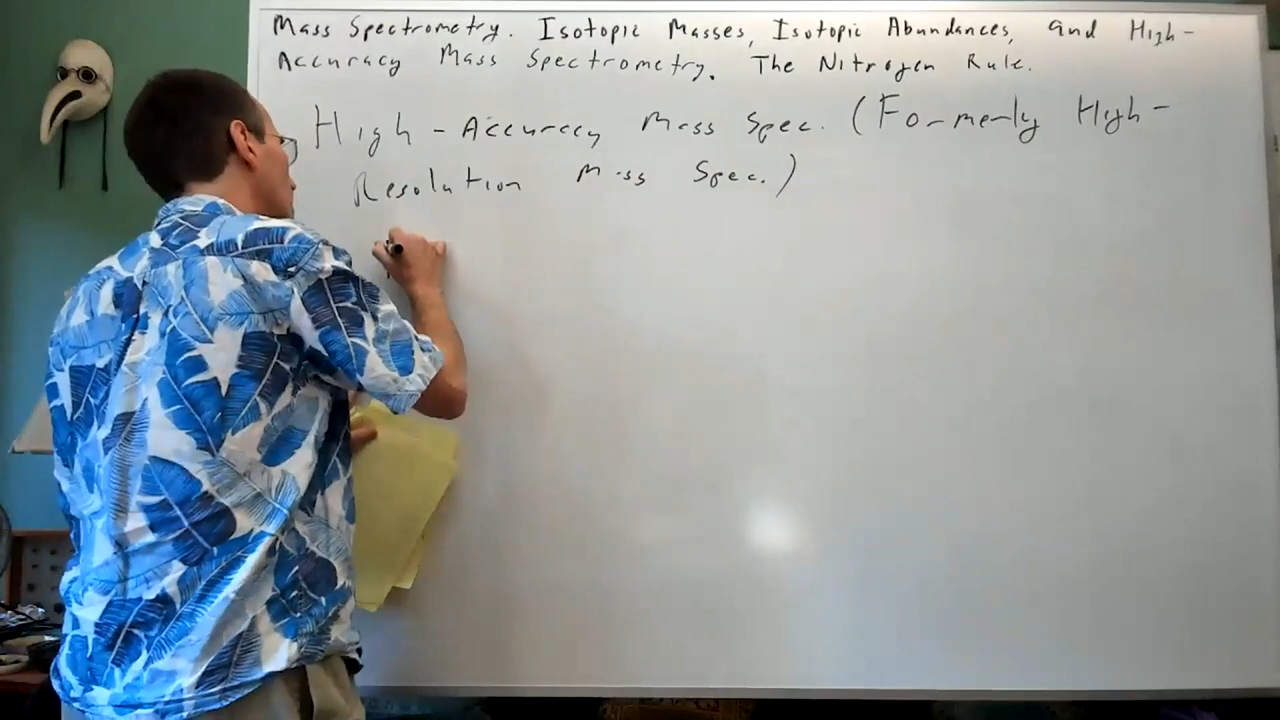 Mass Spectrometry. Isotopic Masses, Isotopic Abundances, and High-
Accuracy Mass Spectrometry. The Nitrogen Rule.
High-Accuracy Mass Spec. (Formerly High-
Resolution Mass Spec.)